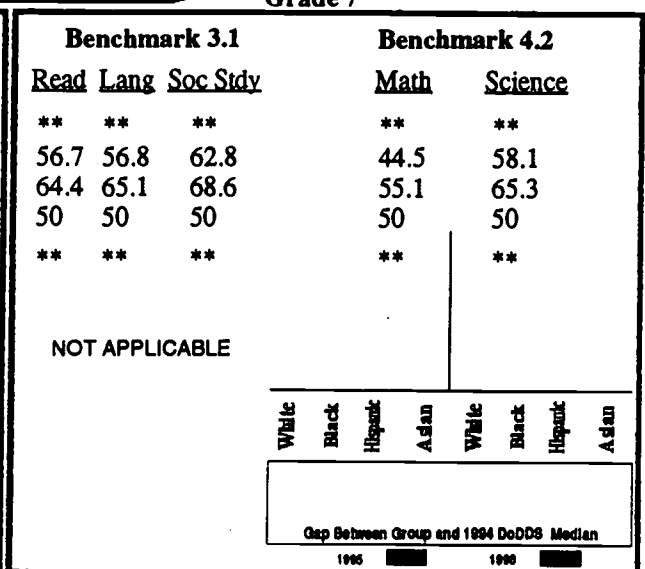 Grade 7
Benchmark 3.1 Benchmark 4.2
Read Lang Soc Stdy Math Science
** ** ** ** **
56.7 56.8 62.8 44.5 58.1
64.4 65.1 68.6 55.1 65.3
50 50 50 50 50
** ** ** ** **
NOT APPLICABLE
White Black Hispanic Asian White Black Hispanic Asian
Gap Between Group and 1994 DoDDS Median
1995